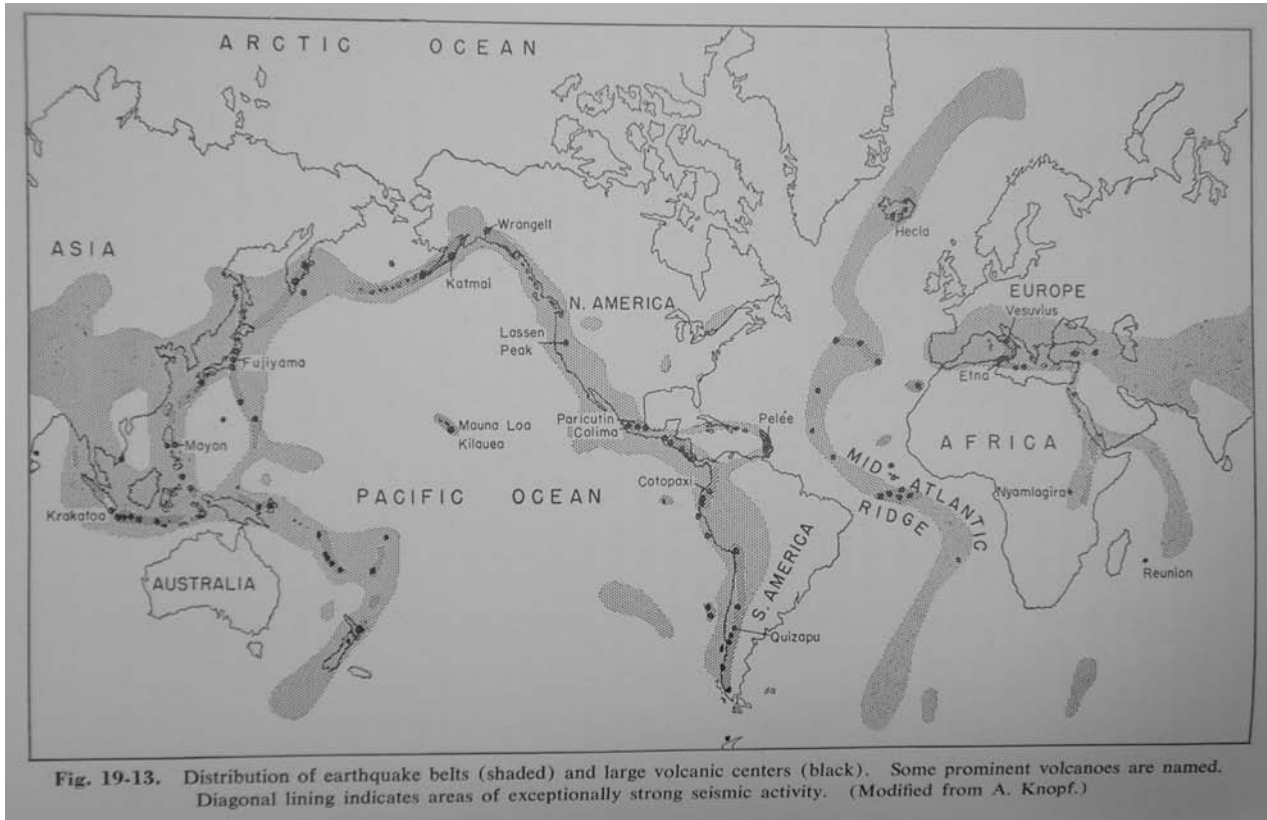 ARCTIC OCEAN
Wrangell
Hecla
ASIA
Katmai
N. AMERICA
EUROPE
Vesuvius
Lassen
Peak
Fujiyama
Etna
Paricutin
Colima
Pelée
Mauna Loa
Kilauea
AFRICA
Mayon
MID ATLANTIC
RIDGE
Cotopaxi
PACIFIC OCEAN
Nyamlagira
Krakatoa
S. AMERICA
AUSTRALIA
Reunion
Quizapu
Fig. 19-13. Distribution of earthquake belts (shaded) and large volcanic centers (black). Some prominent volcanoes are named.
Diagonal lining indicates areas of exceptionally strong seismic activity. (Modified from A. Knopf.)